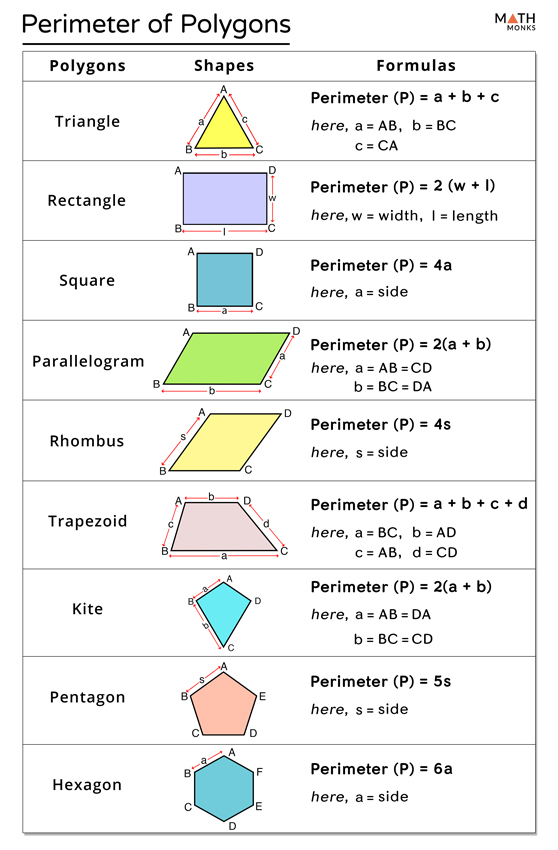 Perimeter of Polygons
MATH
MONKS
Polygons Shapes Formulas
Triangle
A
a c
B b C
Perimeter (P) = a + b + c
here, a = AB, b = BC
c = CA
Rectangle
A D
w
B l C
Perimeter (P) = 2 (w + l)
here, w = width, l = length
Square
A D
B a C
Perimeter (P) = 4a
here, a = side
Parallelogram
A D
a
B b C
Perimeter (P) = 2(a + b)
here, a = AB = CD
b = BC = DA
Rhombus
A D
s
B C
Perimeter (P) = 4s
here, s = side
Trapezoid
A b D
c d
B a C
Perimeter (P) = a + b + c + d
here, a = BC, b = AD
c = AB, d = CD
Kite
A
a
B D
b
C
Perimeter (P) = 2(a + b)
here, a = AB = DA
b = BC = CD
Pentagon
A
s
B E
C D
Perimeter (P) = 5s
here, s = side
Hexagon
A
a
B F
C E
D
Perimeter (P) = 6a
here, a = side